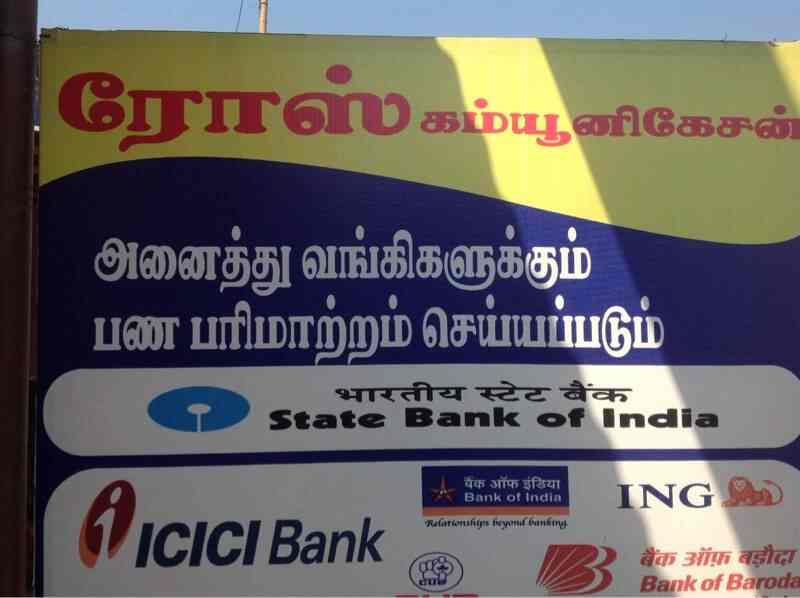 ரோஸ் கம்யூனிகேசன்
அனைத்து வங்கிகளுக்கும்
பண பரிமாற்றம் செய்யப்படும்
भारतीय स्टेट बैंक
State Bank of India
i ICICI Bank
बैंक ऑफ इंडिया
Bank of India
Relationships beyond banking.
ING
CUB
बैंक ऑफ़ बड़ौदा
Bank of Baroda